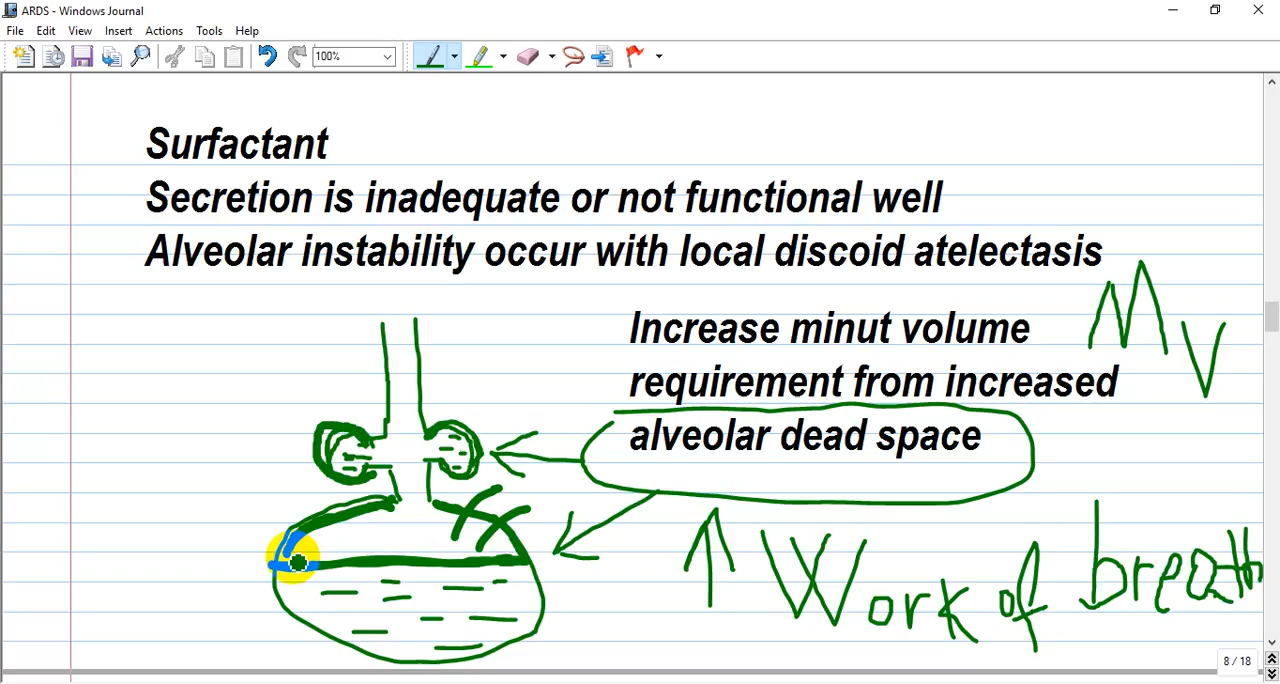 ARDS - Windows Journal
File Edit View Insert Actions Tools Help
100%
Surfactant
Secretion is inadequate or not functional well
Alveolar instability occur with local discoid atelectasis
Increase minut volume
requirement from increased
alveolar dead space
MV
Work of breath
8 / 18